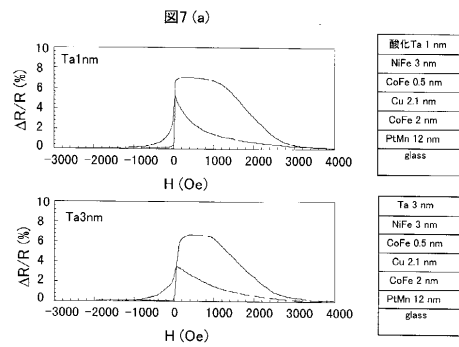 図7 (a)
Ta1nm
ΔR/R (%)
10
8
6
4
2
0
-3000 -2000 -1000 0 1000 2000 3000 4000
H (Oe)
酸化Ta 1 nm
NiFe 3 nm
CoFe 0.5 nm
Cu 2.1 nm
CoFe 2 nm
PtMn 12 nm
glass
Ta3nm
ΔR/R (%)
10
8
6
4
2
0
-3000 -2000 -1000 0 1000 2000 3000 4000
H (Oe)
Ta 3 nm
NiFe 3 nm
CoFe 0.5 nm
Cu 2.1 nm
CoFe 2 nm
PtMn 12 nm
glass